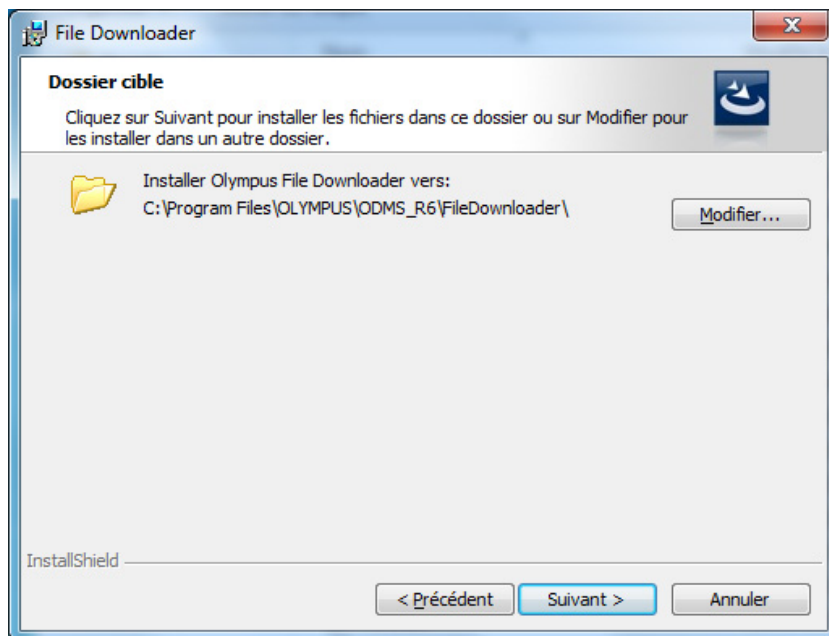 File Downloader
Dossier cible
Cliquez sur Suivant pour installer les fichiers dans ce dossier ou sur Modifier pour
les installer dans un autre dossier.
Installer Olympus File Downloader vers:
C:\Program Files\OLYMPUS\ODMS_R6\FileDownloader\
Modifier...
InstallShield
< Précédent
Suivant >
Annuler